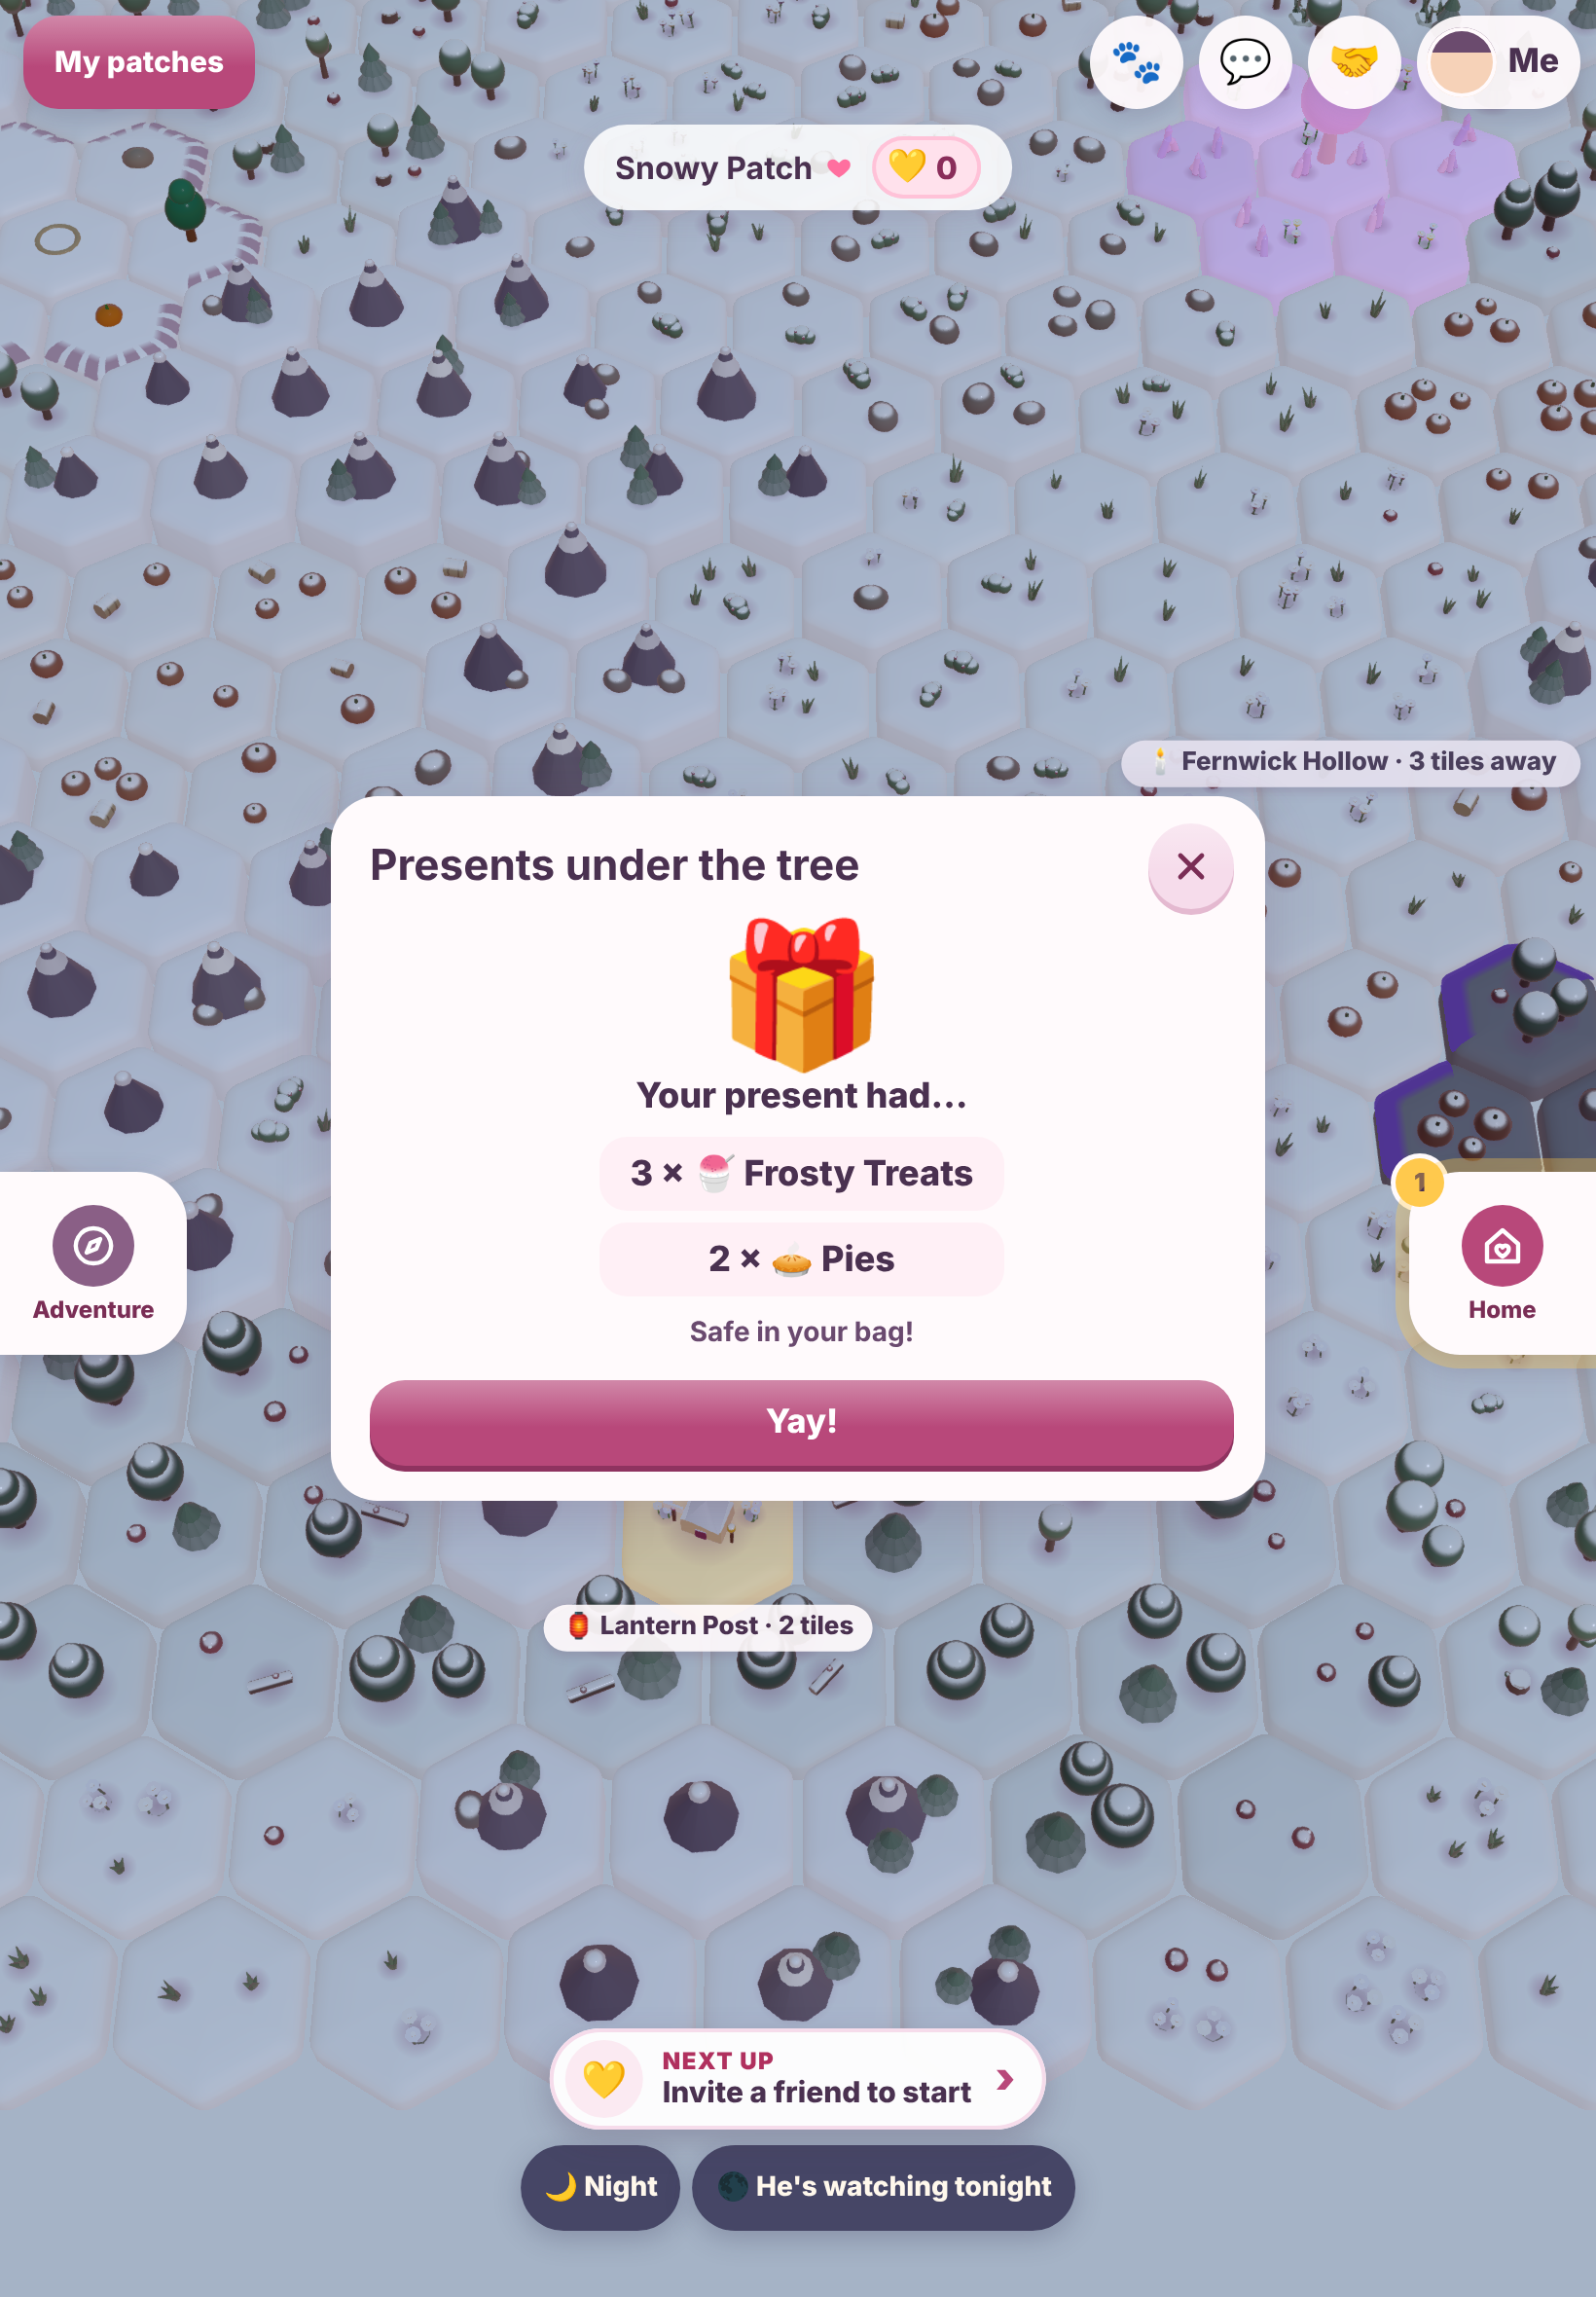 My patches
💬
Me
Snowy Patch
💛 0
🕯️ Fernwick Hollow · 3 tiles away
Presents under the tree
Your present had...
3 × 🍧 Frosty Treats
2 × 🥧 Pies
Safe in your bag!
Yay!
Adventure
1
Home
🏮 Lantern Post · 2 tiles
NEXT UP
Invite a friend to start
🌙 Night
🌑 He's watching tonight